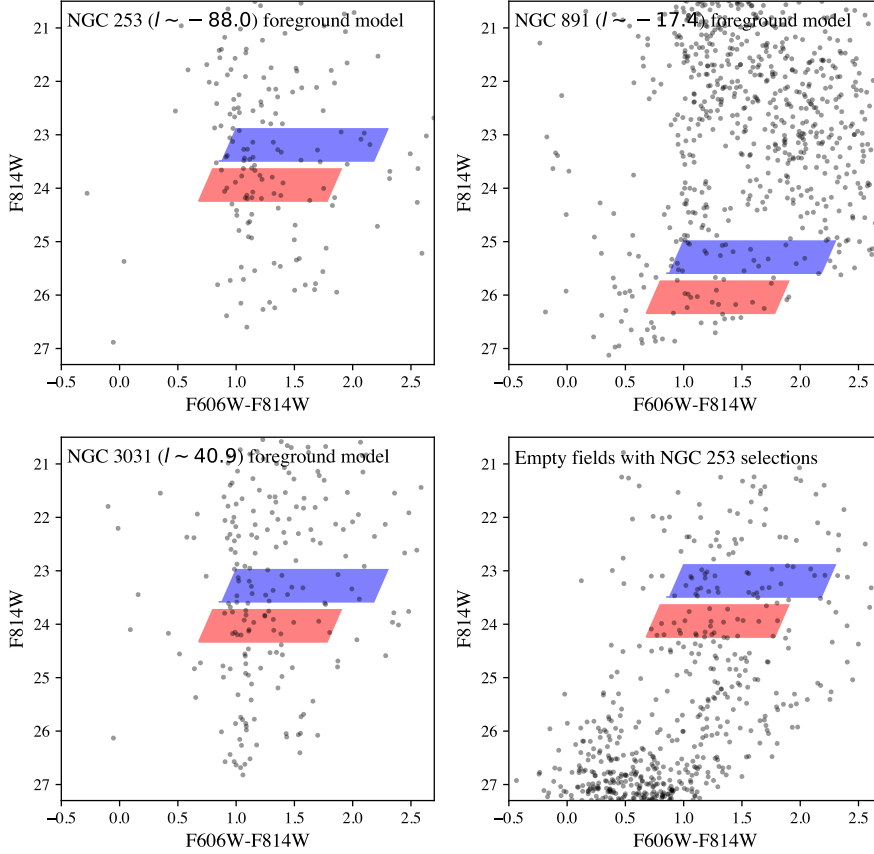 NGC 253 (l ~ −88.0) foreground model
21
22
23
24
25
26
27
F814W
−0.5 0.0 0.5 1.0 1.5 2.0 2.5
F606W-F814W
NGC 891 (l ~ −17.4) foreground model
21
22
23
24
25
26
27
F814W
−0.5 0.0 0.5 1.0 1.5 2.0 2.5
F606W-F814W
NGC 3031 (l ~ 40.9) foreground model
21
22
23
24
25
26
27
F814W
−0.5 0.0 0.5 1.0 1.5 2.0 2.5
F606W-F814W
Empty fields with NGC 253 selections
21
22
23
24
25
26
27
F814W
−0.5 0.0 0.5 1.0 1.5 2.0 2.5
F606W-F814W